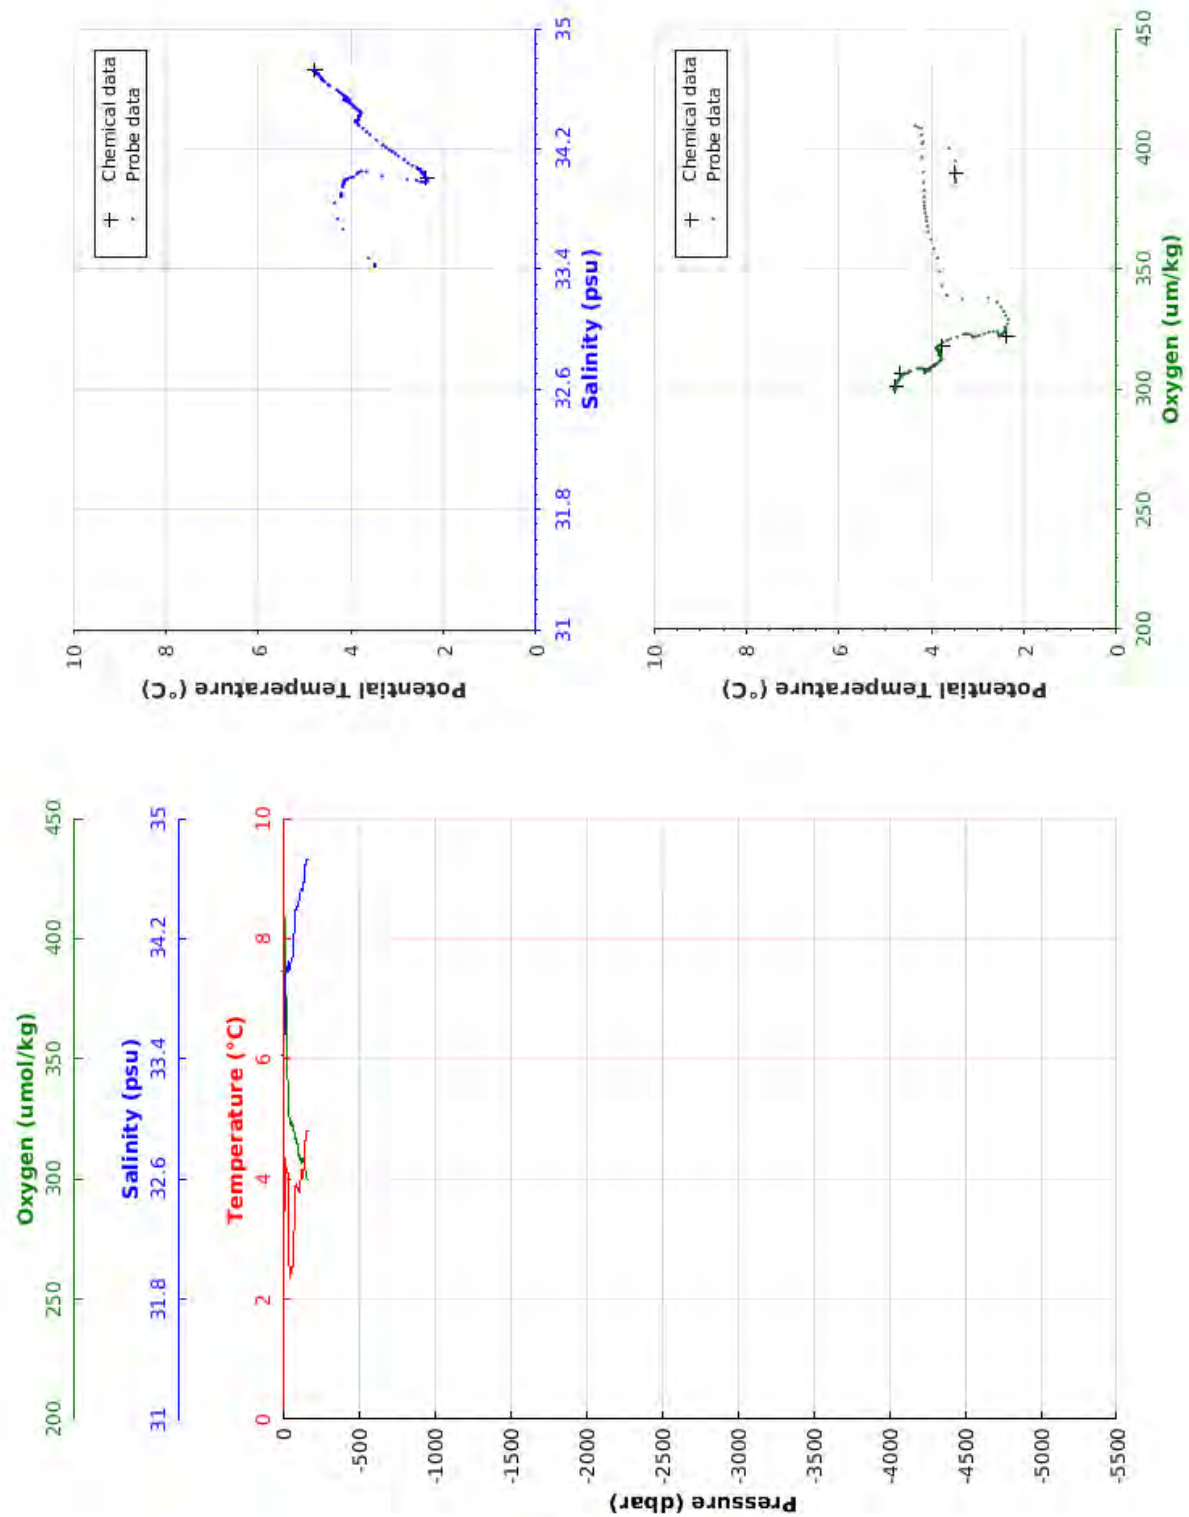 Oxygen (umol/kg)
200 250 300 350 400 450
Salinity (psu)
31 31.8 32.6 33.4 34.2 35
Temperature (°C)
0 2 4 6 8 10
0
-500
-1000
-1500
-2000
-2500
-3000
-3500
-4000
-4500
-5000
-5500
Pressure (dbar)
Chemical data
Probe data
10
8
6
4
2
0
Potential Temperature (°C)
31 31.8 32.6 33.4 34.2 35
Salinity (psu)
Chemical data
Probe data
10
8
6
4
2
0
Potential Temperature (°C)
200 250 300 350 400 450
Oxygen (um/kg)